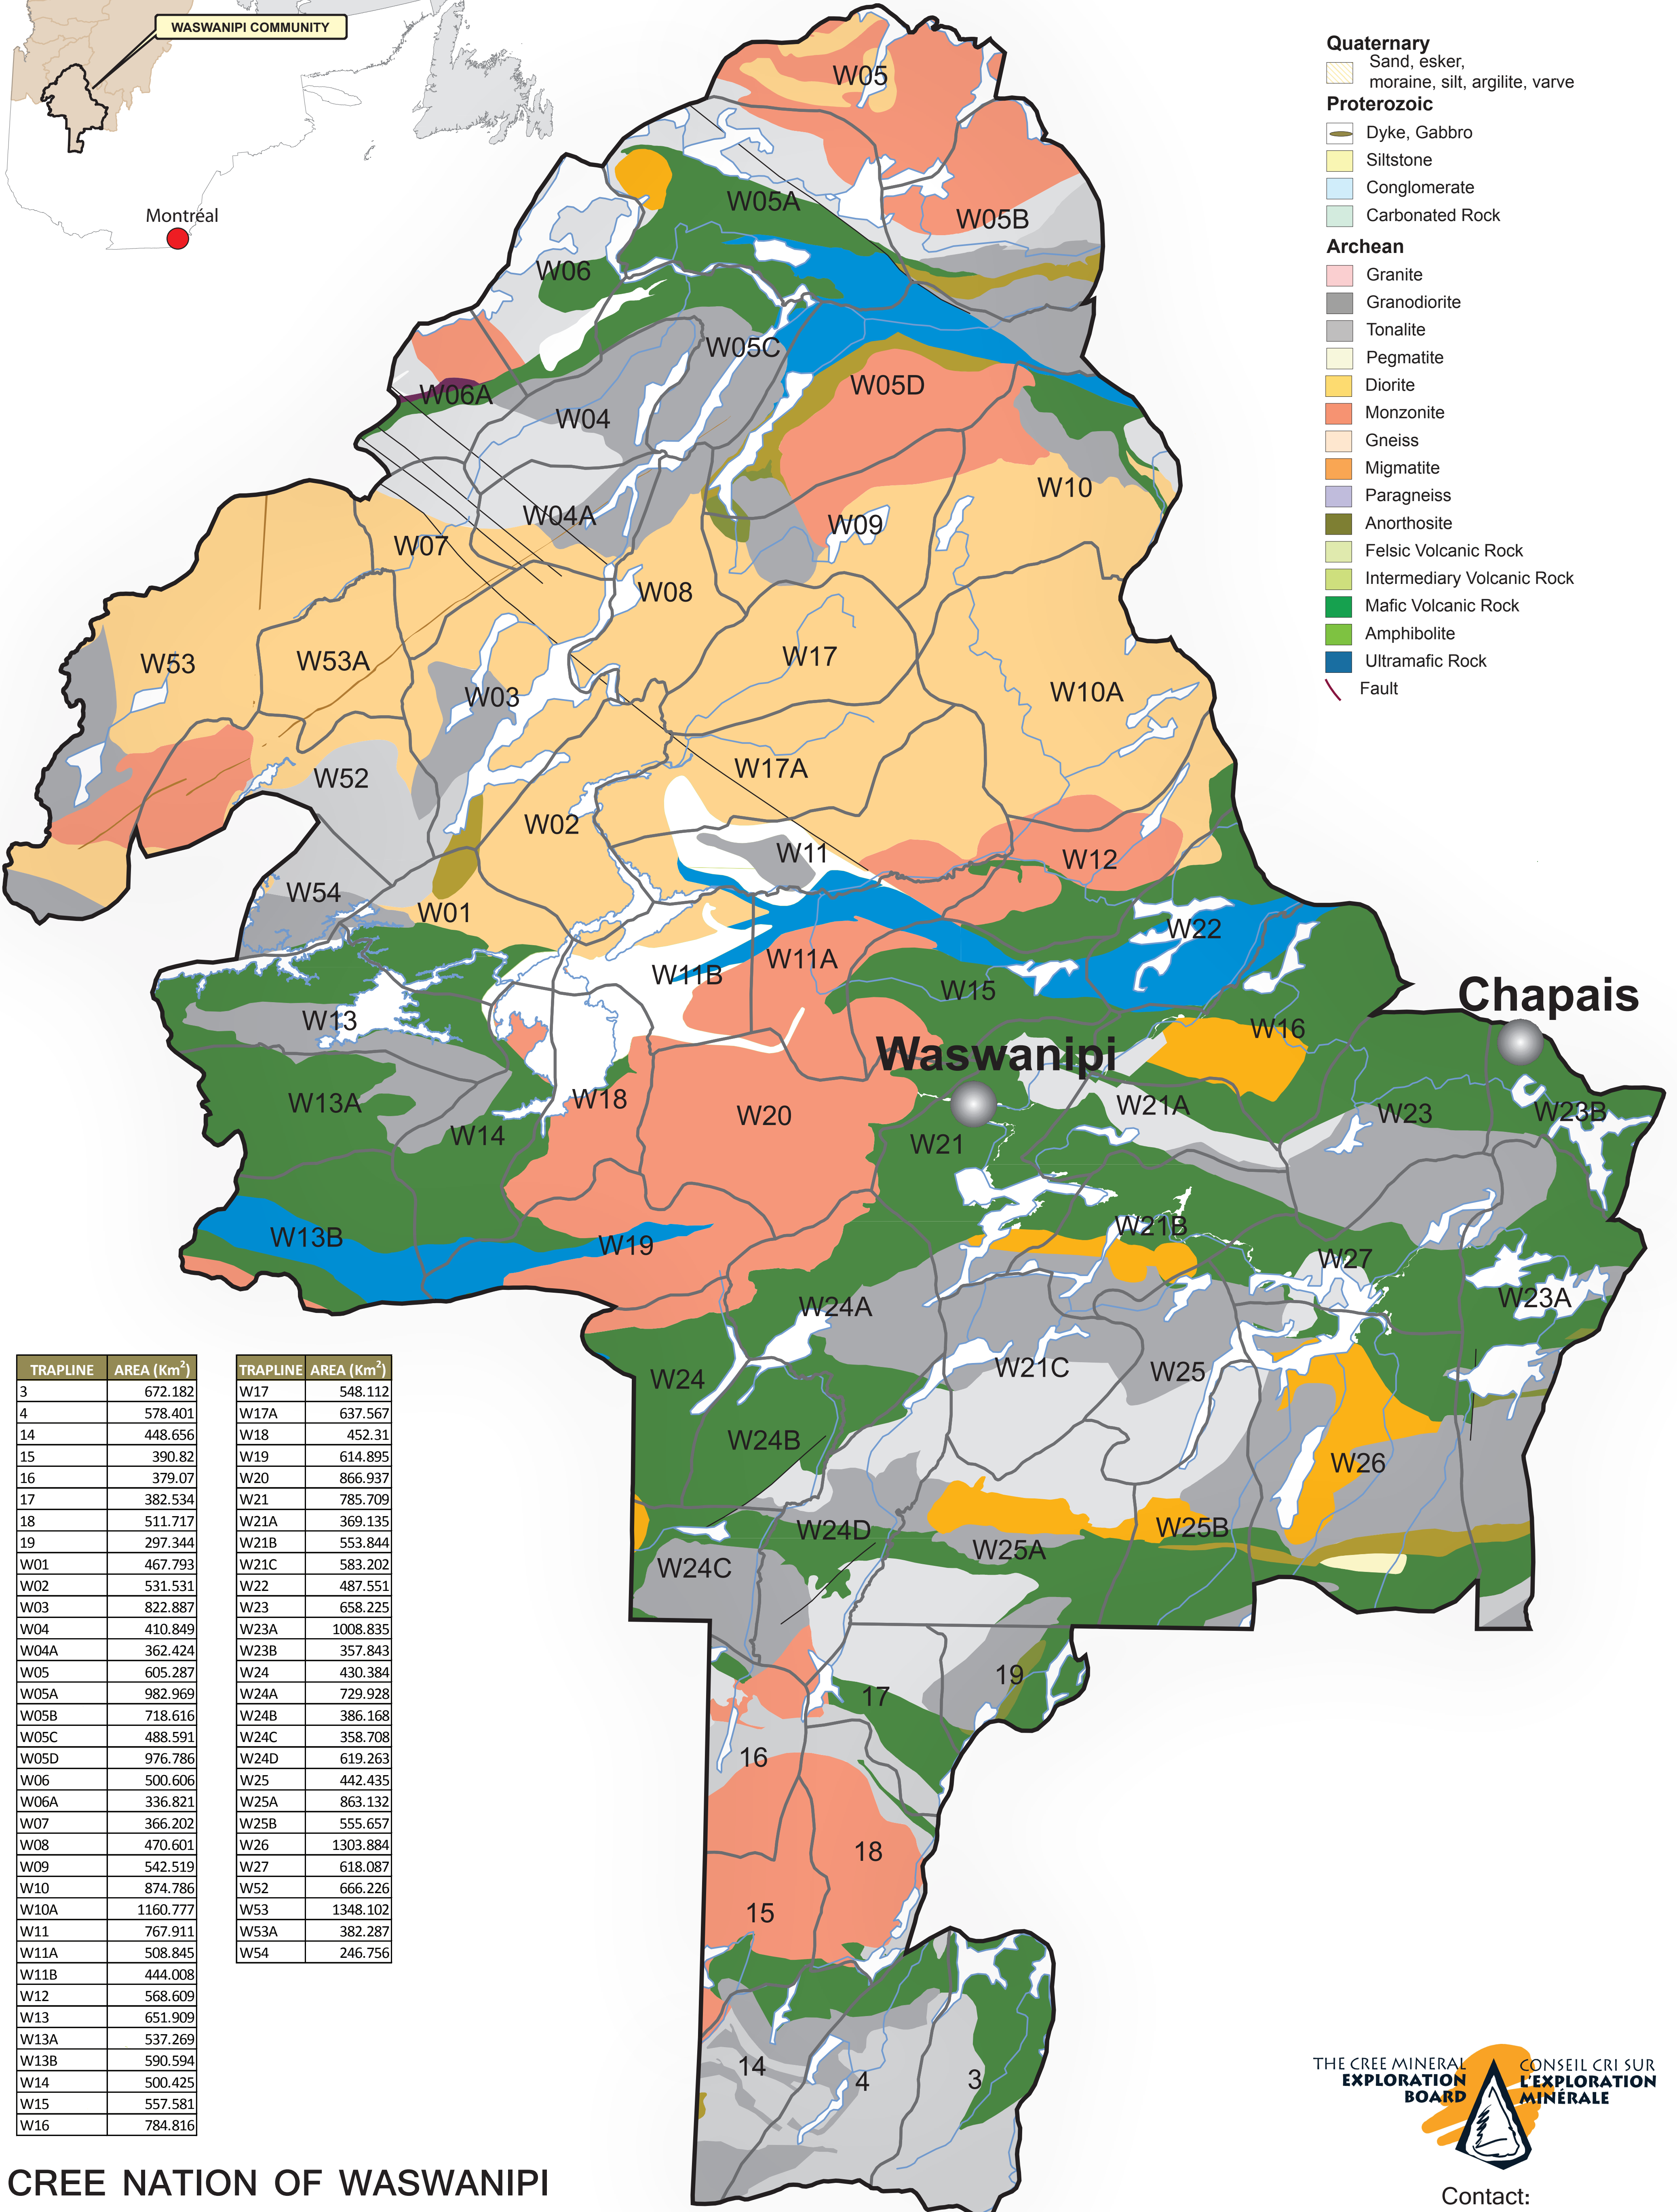 WASWANIPI COMMUNITY
Montréal
Quaternary
Sand, esker,
moraine, silt, argilite, varve
Proterozoic
Dyke, Gabbro
Siltstone
Conglomerate
Carbonated Rock
Archean
Granite
Granodiorite
Tonalite
Pegmatite
Diorite
Monzonite
Gneiss
Migmatite
Paragneiss
Anorthosite
Felsic Volcanic Rock
Intermediary Volcanic Rock
Mafic Volcanic Rock
Amphibolite
Ultramafic Rock
Fault
W05
W05A
W05B
W06
W05C
W05D
W06A
W04
W10
W04A
W09
W07
W08
W53
W53A
W17
W03
W10A
W52
W17A
W02
W11
W12
W54
W01
W22
W11B
W11A
W15
Chapais
W13
W16
Waswanipi
W13A
W18
W20
W21A
W23
W23B
W14
W21
W13B
W19
W21B
W27
W24A
W23A
W24
W21C
W25
W24B
W26
W24D
W25B
W24C
W25A
19
17
16
18
15
14
4
3
TRAPLINE AREA (Km²)
3 672.182
4 578.401
14 448.656
15 390.82
16 379.07
17 382.534
18 511.717
19 297.344
W01 467.793
W02 531.531
W03 822.887
W04 410.849
W04A 362.424
W05 605.287
W05A 982.969
W05B 718.616
W05C 488.591
W05D 976.786
W06 500.606
W06A 336.821
W07 366.202
W08 470.601
W09 542.519
W10 874.786
W10A 1160.777
W11 767.911
W11A 508.845
W11B 444.008
W12 568.609
W13 651.909
W13A 537.269
W13B 590.594
W14 500.425
W15 557.581
W16 784.816
TRAPLINE AREA (Km²)
W17 548.112
W17A 637.567
W18 452.31
W19 614.895
W20 866.937
W21 785.709
W21A 369.135
W21B 553.844
W21C 583.202
W22 487.551
W23 658.225
W23A 1008.835
W23B 357.843
W24 430.384
W24A 729.928
W24B 386.168
W24C 358.708
W24D 619.263
W25 442.435
W25A 863.132
W25B 555.657
W26 1303.884
W27 618.087
W52 666.226
W53 1348.102
W53A 382.287
W54 246.756
THE CREE MINERAL
EXPLORATION
BOARD
CONSEIL CRI SUR
L'EXPLORATION
MINÉRALE
CREE NATION OF WASWANIPI
Contact: